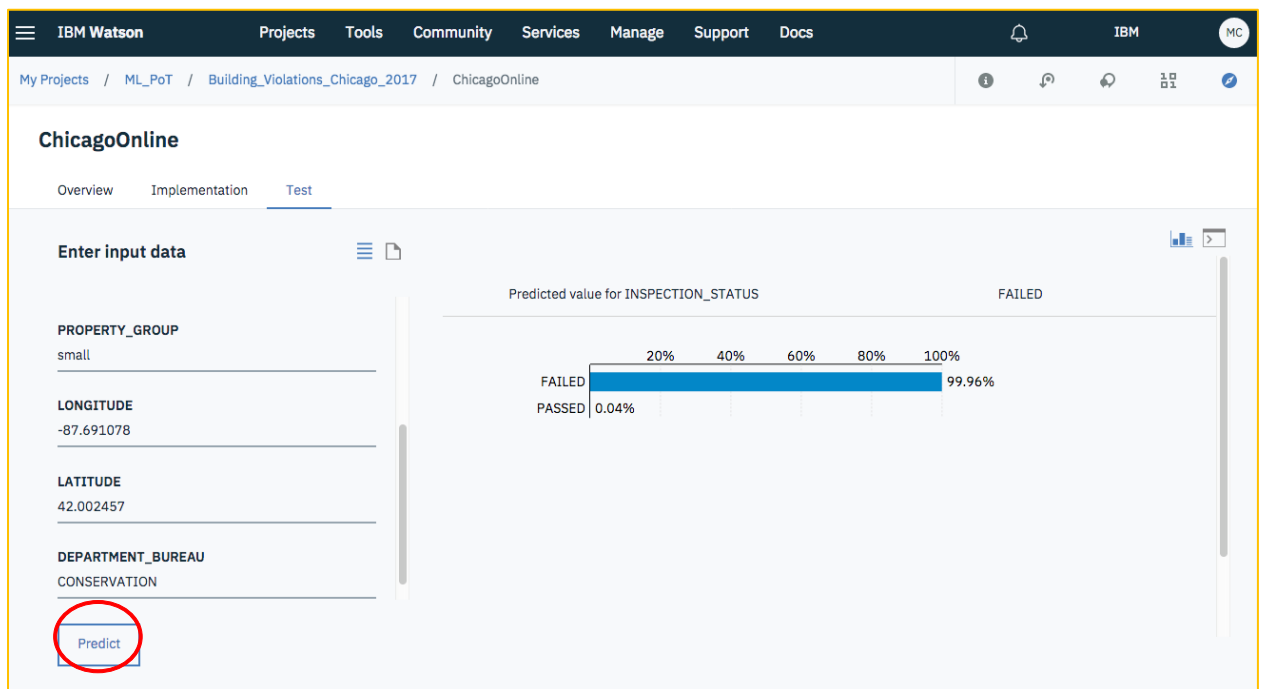 IBM Watson Projects Tools Community Services Manage Support Docs IBM MC
My Projects / ML_PoT / Building_Violations_Chicago_2017 / ChicagoOnline
ChicagoOnline
Overview Implementation Test
Enter input data
PROPERTY_GROUP
small
LONGITUDE
-87.691078
LATITUDE
42.002457
DEPARTMENT_BUREAU
CONSERVATION
Predict
Predicted value for INSPECTION_STATUS FAILED
20% 40% 60% 80% 100%
FAILED 99.96%
PASSED 0.04%